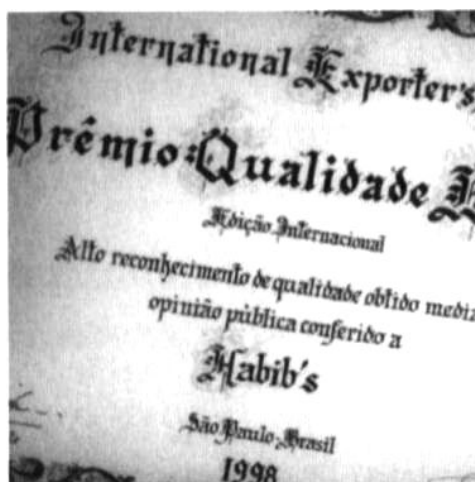 International Exporter's
Prêmio:Qualidade
Edição Internacional
Alto reconhecimento de qualidade obtido
opinião pública conferido a
Habib's
São Paulo-Brasil
1998